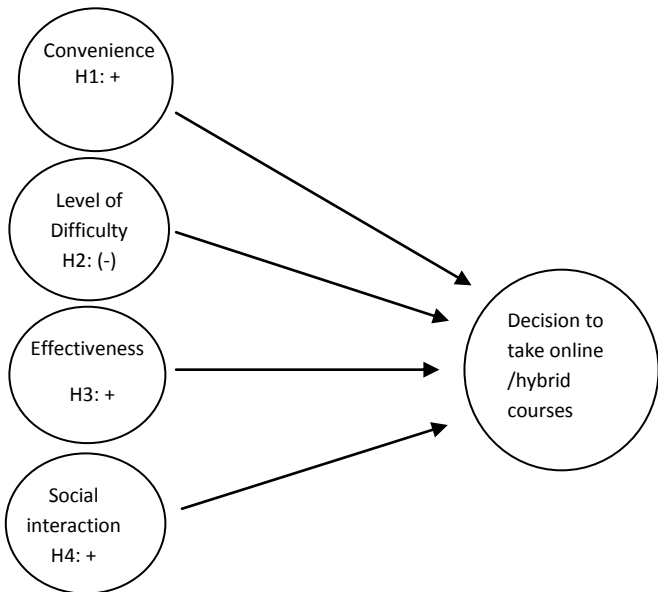 Convenience
H1: +
Level of
Difficulty
H2: (-)
Effectiveness
H3: +
Social
interaction
H4: +
Decision to
take online
/hybrid
courses